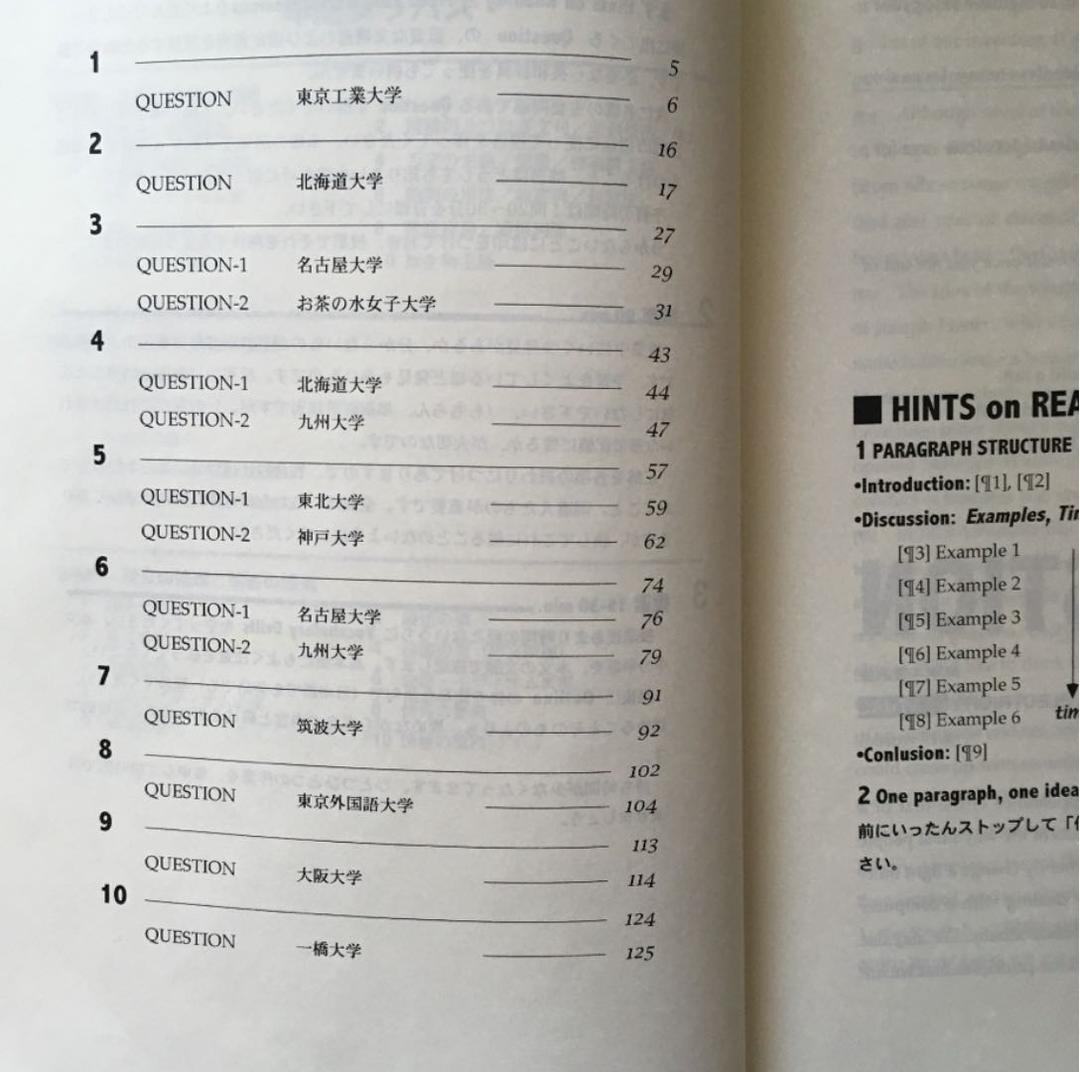 1 5
QUESTION 東京工業大学 6
2 16
QUESTION 北海道大学 17
3 27
QUESTION-1 名古屋大学 29
QUESTION-2 お茶の水女子大学 31
4 43
QUESTION-1 北海道大学 44
QUESTION-2 九州大学 47
5 57
QUESTION-1 東北大学 59
QUESTION-2 神戸大学 62
6 74
QUESTION-1 名古屋大学 76
QUESTION-2 九州大学 79
7 91
QUESTION 筑波大学 92
8 102
QUESTION 東京外国語大学 104
9 113
QUESTION 大阪大学 114
10 124
QUESTION 一橋大学 125
■ HINTS on REA
1 PARAGRAPH STRUCTURE
•Introduction: [¶1], [¶2]
•Discussion: Examples, Tim
[¶3] Example 1
[¶4] Example 2
[¶5] Example 3
[¶6] Example 4
[¶7] Example 5
[¶8] Example 6
tim
•Conlusion: [¶9]
2 One paragraph, one idea
前にいったんストップして「
さい。